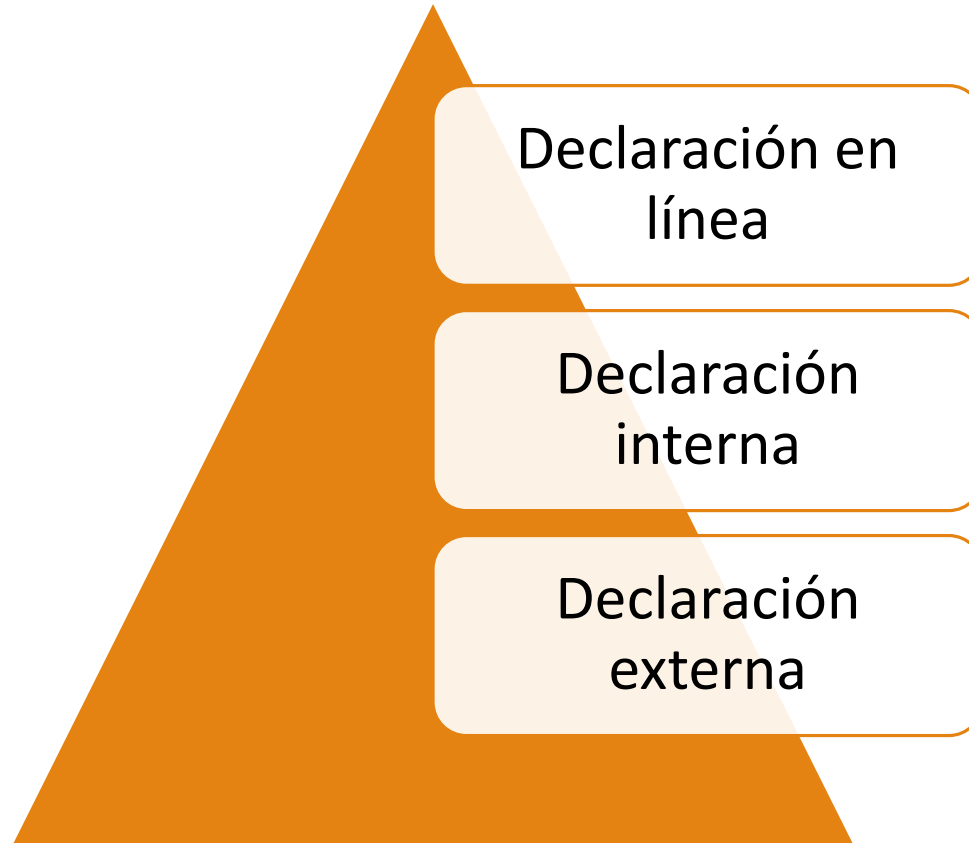 Declaración en
línea
Declaración
interna
Declaración
externa